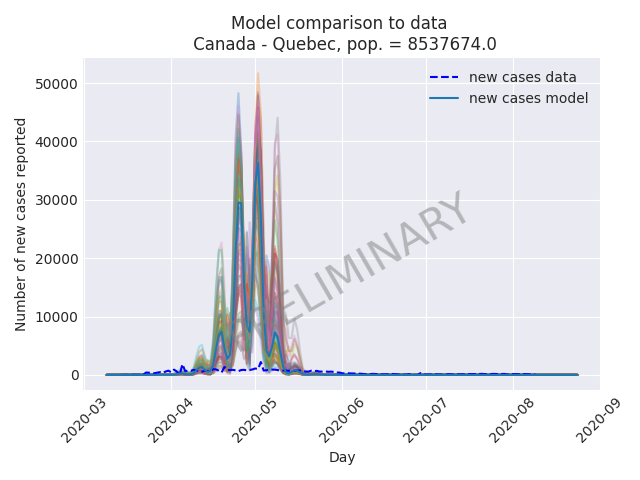 Model comparison to data
Canada - Quebec, pop. = 8537674.0
new cases data
new cases model
50000
40000
30000
20000
10000
0
Number of new cases reported
2020-03
2020-04
2020-05
2020-06
2020-07
2020-08
2020-09
Day
PRELIMINARY